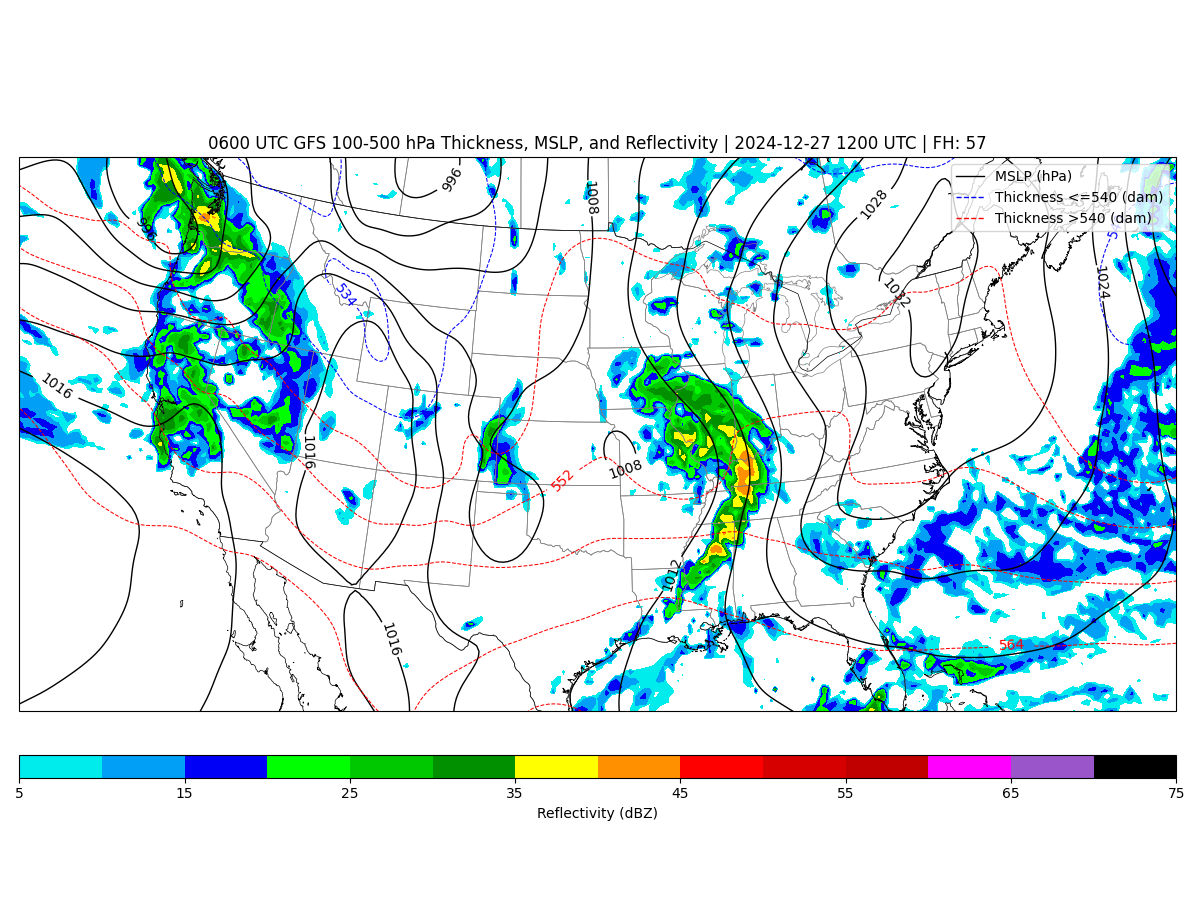 0600 UTC GFS 100-500 hPa Thickness, MSLP, and Reflectivity | 2024-12-27 1200 UTC | FH: 57
MSLP (hPa)
Thickness <=540 (dam)
Thickness >540 (dam)
996
1008
1028
996
1024
534
1032
1016
1016
552
1008
1012
1016
564
5 15 25 35 45 55 65 75
Reflectivity (dBZ)